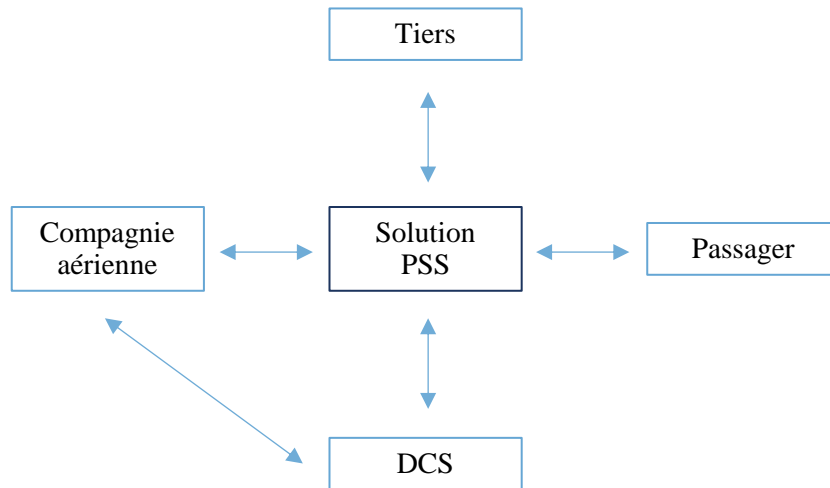 Tiers
Compagnie
aérienne
Solution
PSS
Passager
DCS